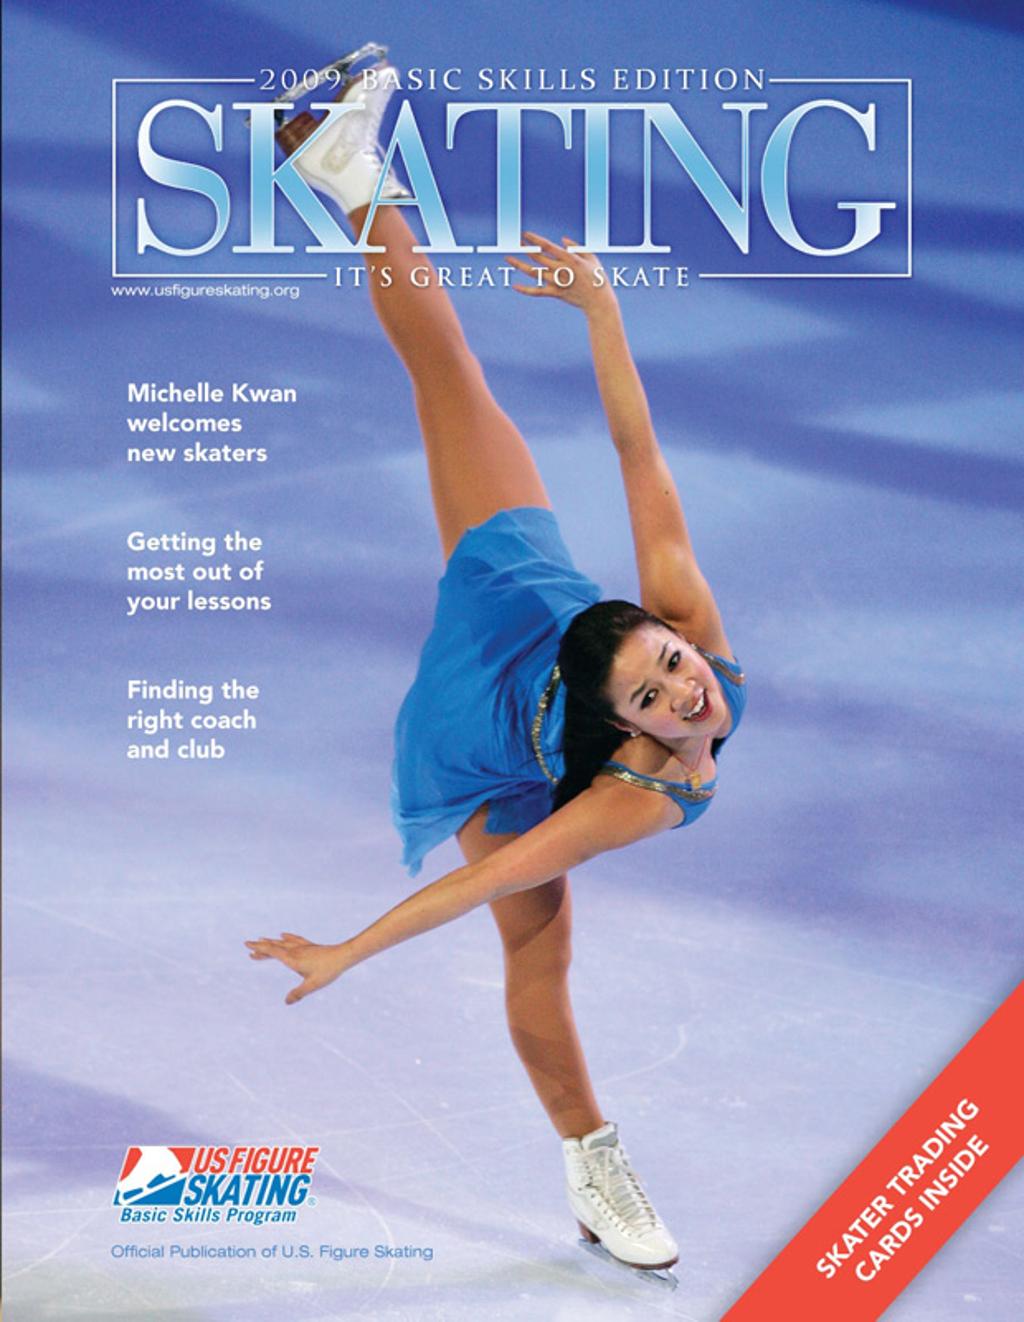 2009 BASIC SKILLS EDITION
SKATING
IT'S GREAT TO SKATE
www.usfigureskating.org
Michelle Kwan
welcomes
new skaters
Getting the
most out of
your lessons
Finding the
right coach
and club
US FIGURE
SKATING®
Basic Skills Program
Official Publication of U.S. Figure Skating
SKATER TRADING
CARDS INSIDE